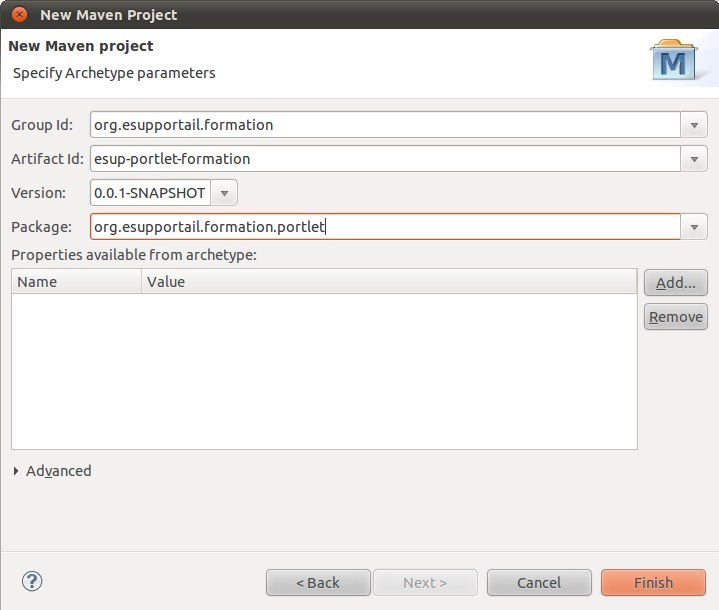 New Maven Project
New Maven project
Specify Archetype parameters
M
Group Id: org.esupportail.formation
Artifact Id: esup-portlet-formation
Version: 0.0.1-SNAPSHOT
Package: org.esupportail.formation.portlet
Properties available from archetype:
Name Value
Add...
Remove
Advanced
? < Back Next > Cancel Finish